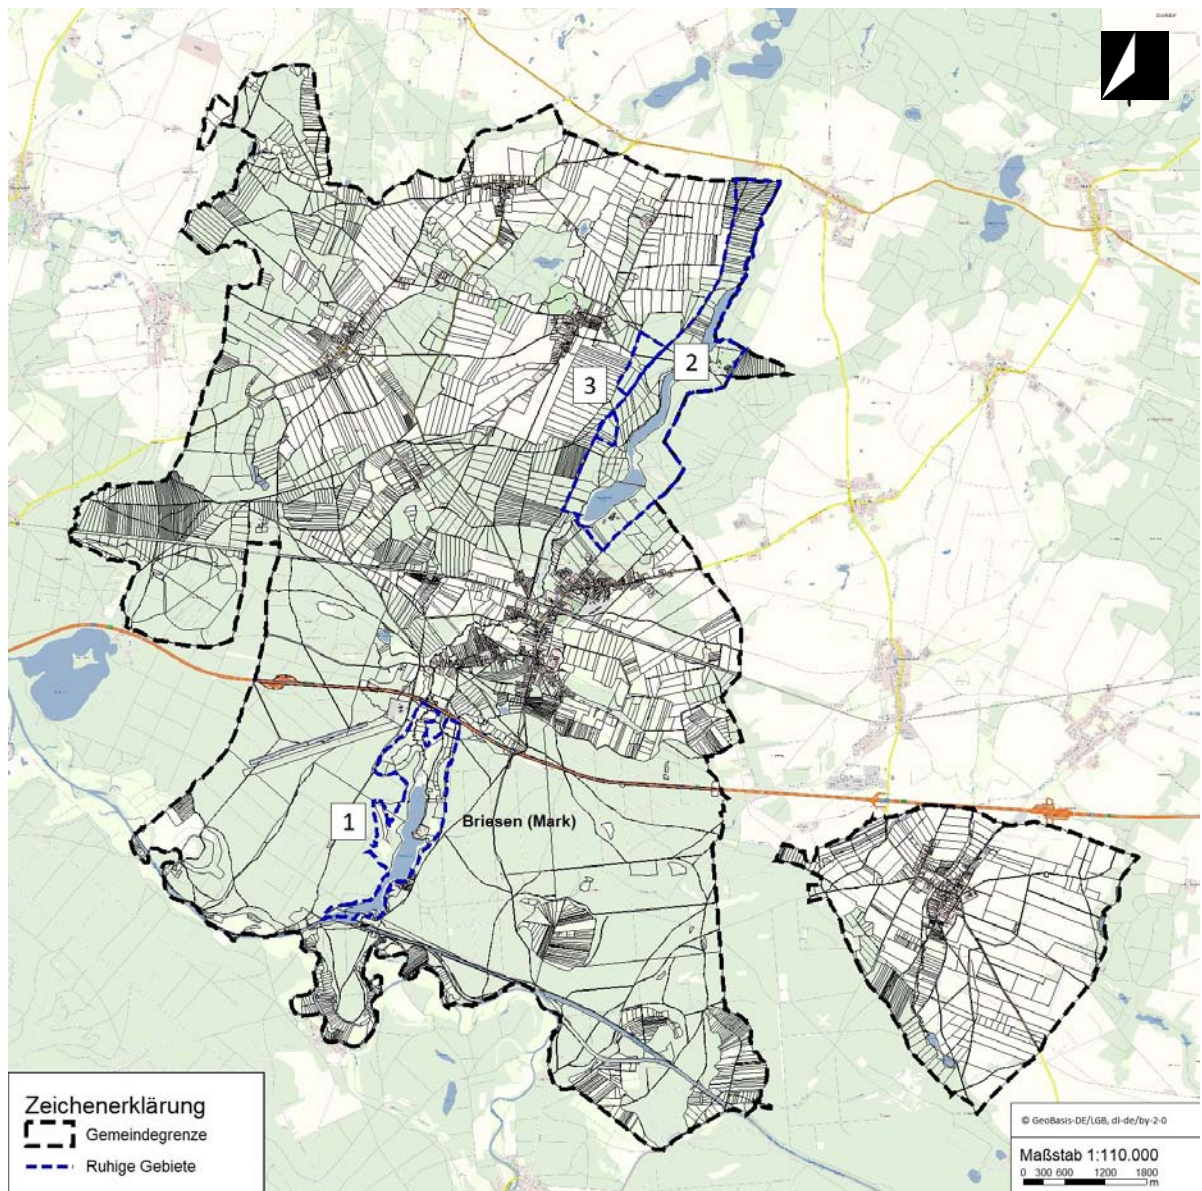 2
3
1
Briesen (Mark)
Zeichenerklärung
Gemeindegrenze
Ruhige Gebiete
© GeoBasis-DE/LGB, dl-de/by-2-0
Maßstab 1:110.000
0 300 600 1200 1800
m